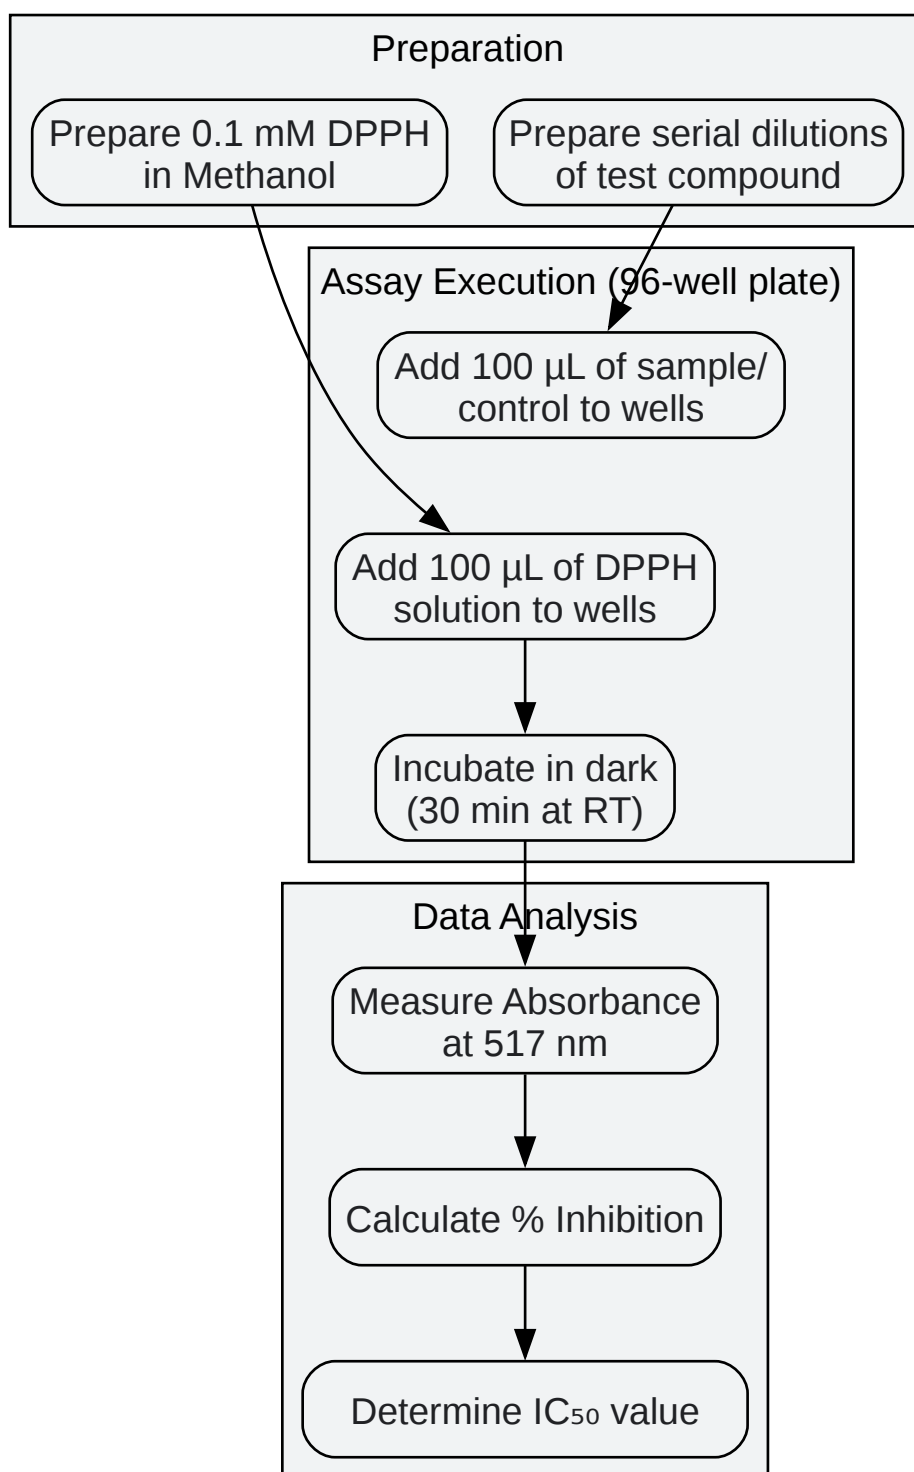 Preparation
Prepare 0.1 mM DPPH
in Methanol
Prepare serial dilutions
of test compound
Assay Execution (96-well plate)
Add 100 µL of sample/
control to wells
Add 100 µL of DPPH
solution to wells
Incubate in dark
(30 min at RT)
Data Analysis
Measure Absorbance
at 517 nm
Calculate % Inhibition
Determine IC₅₀ value